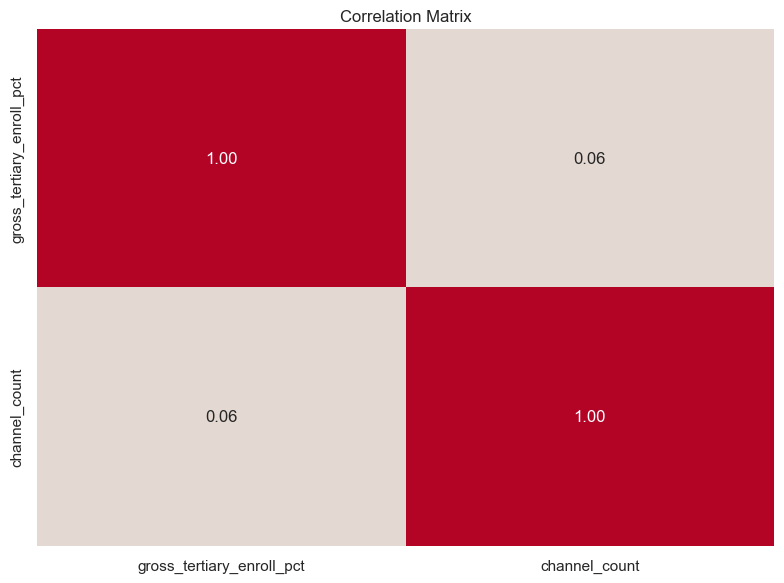 Correlation Matrix
gross_tertiary_enroll_pct
1.00
0.06
channel_count
0.06
1.00
gross_tertiary_enroll_pct
channel_count